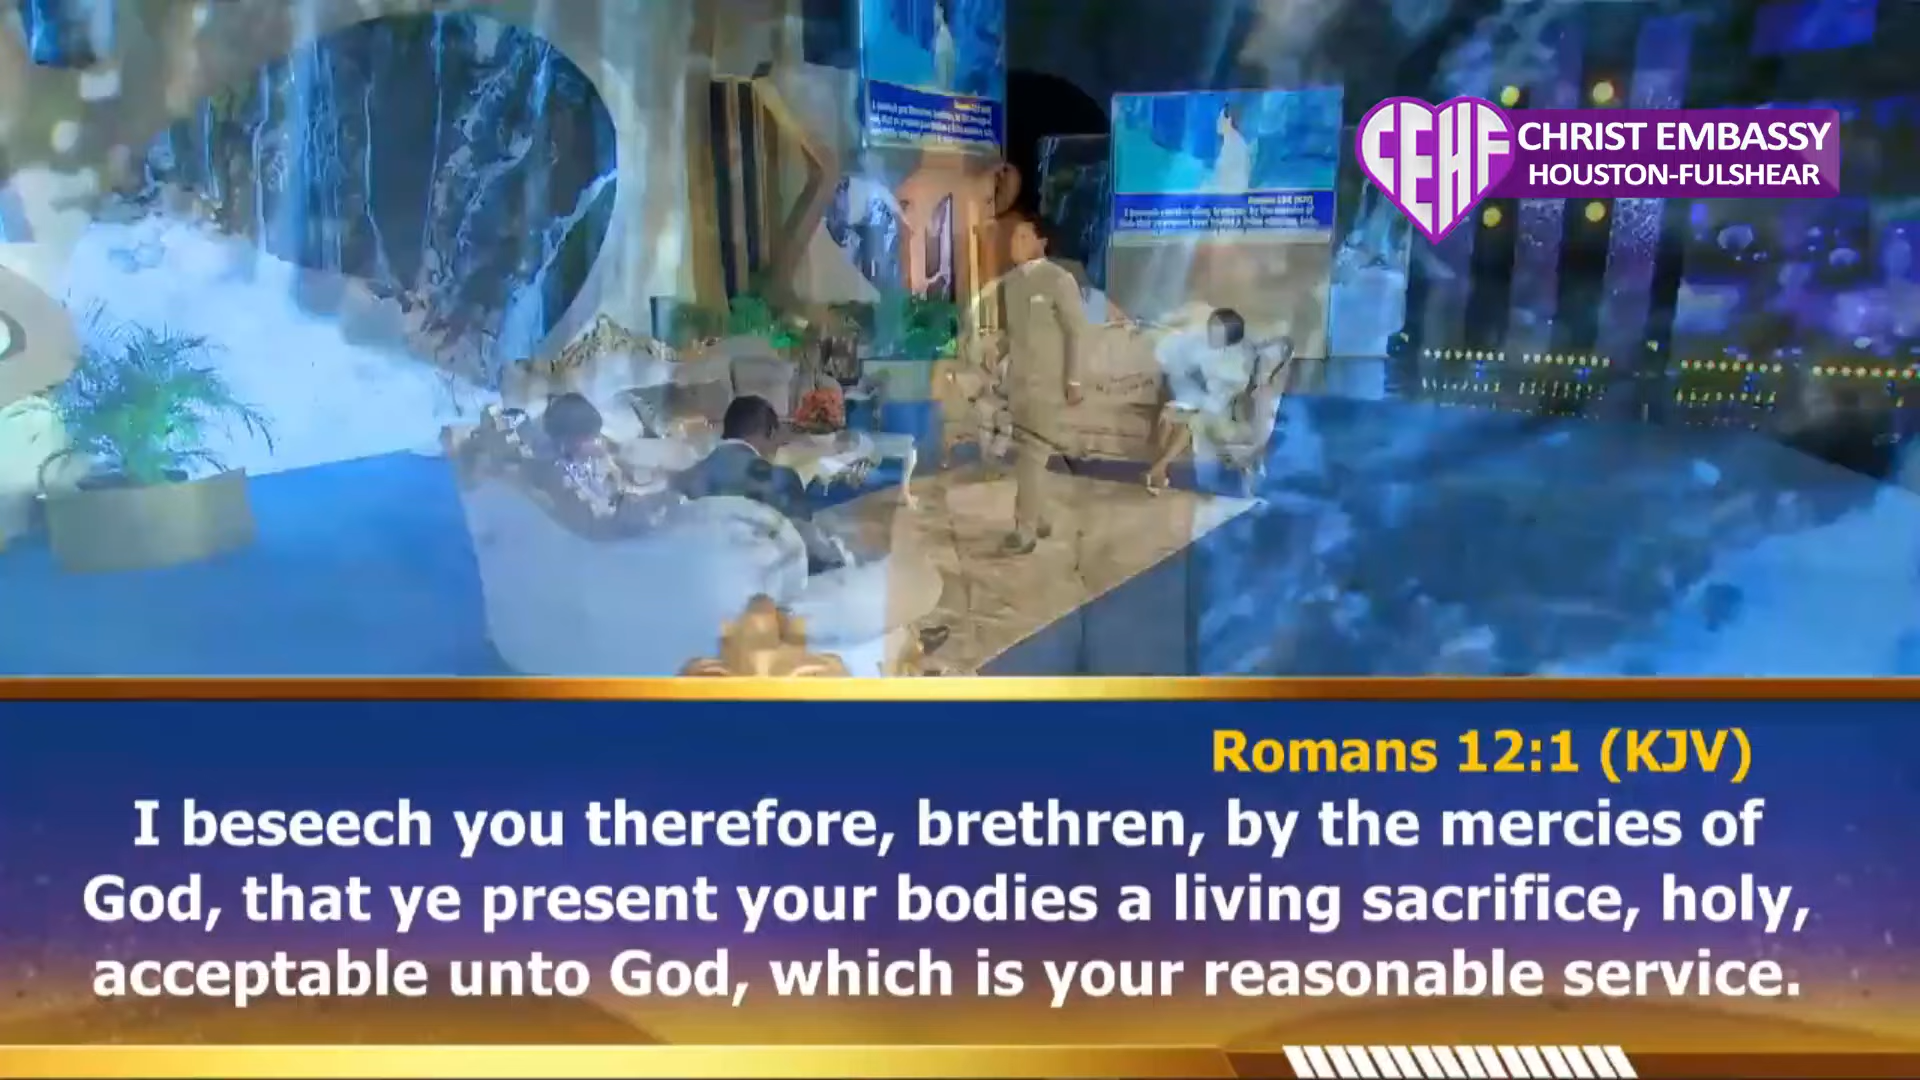 CEHF
CHRIST EMBASSY
HOUSTON-FULSHEAR
Romans 12:1 (KJV)
I beseech you therefore, brethren, by the mercies of
God, that ye present your bodies a living sacrifice, holy,
acceptable unto God, which is your reasonable service.